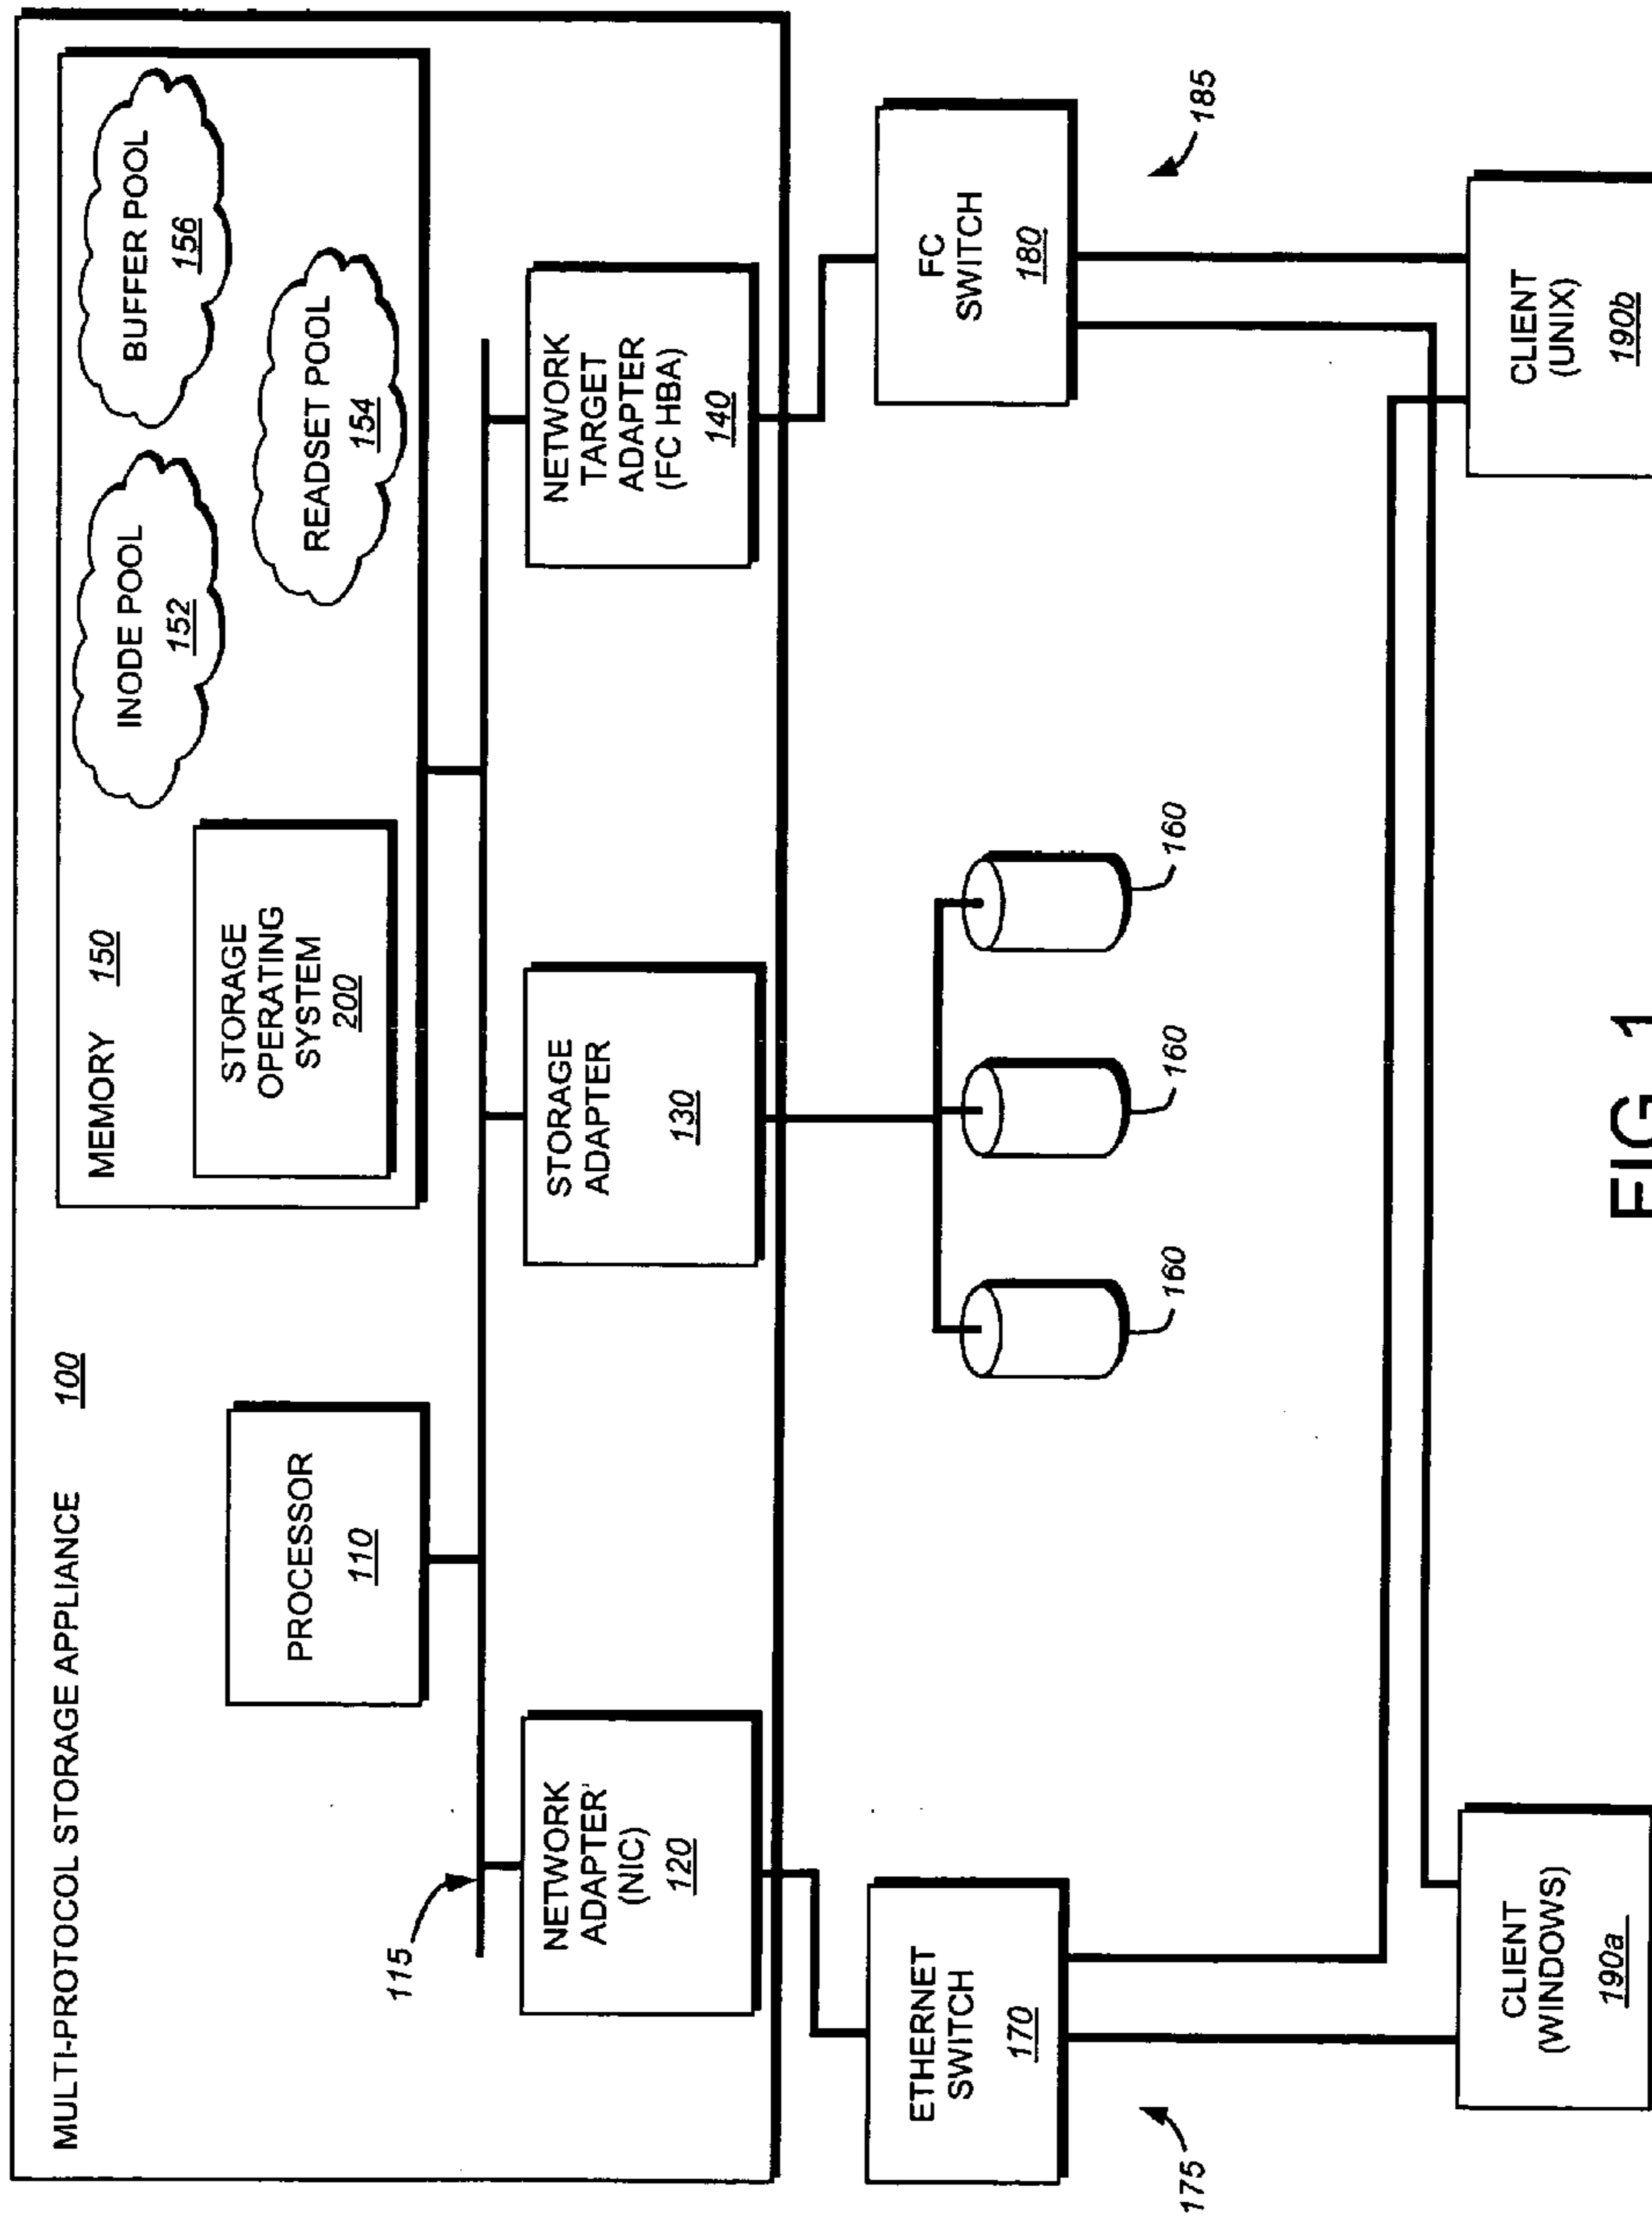 MULTI-PROTOCOL STORAGE APPLIANCE 100
MEMORY 150
INODE POOL
152
BUFFER POOL
156
READSET POOL
154
STORAGE
OPERATING
SYSTEM
200
PROCESSOR
110
115
NETWORK
ADAPTER
(NIC)
120
STORAGE
ADAPTER
130
NETWORK
TARGET
ADAPTER
(FC HBA)
140
ETHERNET
SWITCH
170
160
160
160
FC
SWITCH
180
175
185
CLIENT
(WINDOWS)
190a
CLIENT
(UNIX)
190b
FIG. 1